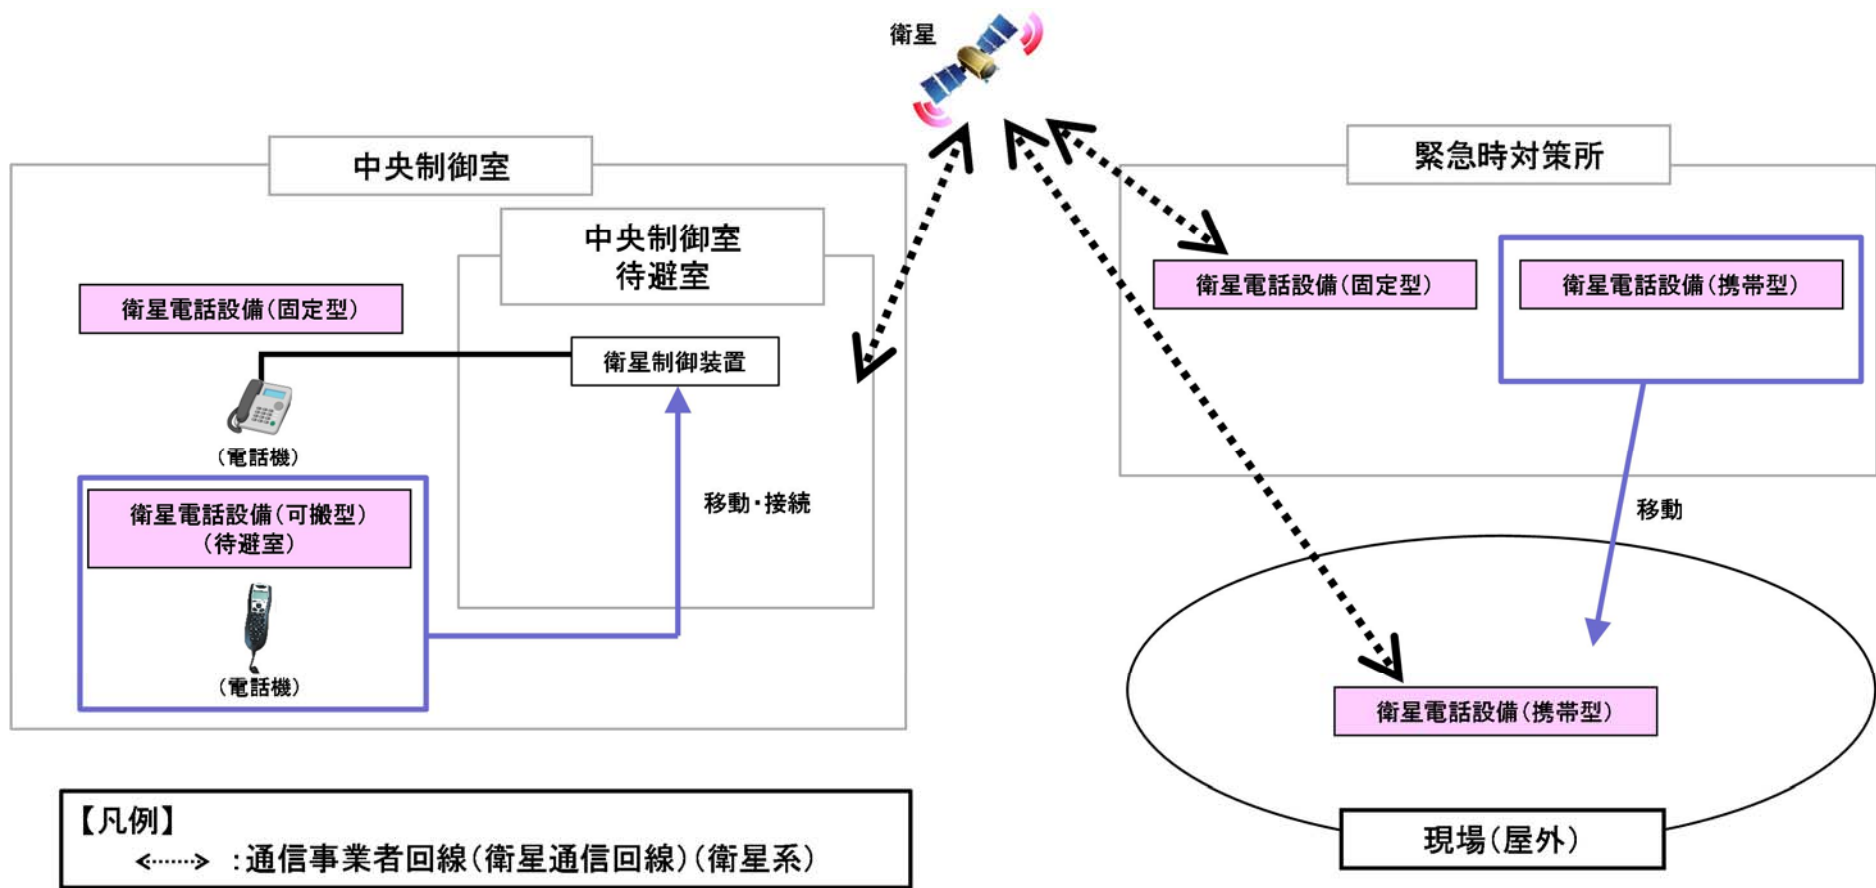 衛星
中央制御室
緊急時対策所
中央制御室
待避室
衛星電話設備(固定型)
衛星制御装置
(電話機)
衛星電話設備(可搬型)
(待避室)
(電話機)
移動・接続
衛星電話設備(固定型)
衛星電話設備(携帯型)
移動
衛星電話設備(携帯型)
現場(屋外)
【凡例】
:通信事業者回線(衛星通信回線)(衛星系)